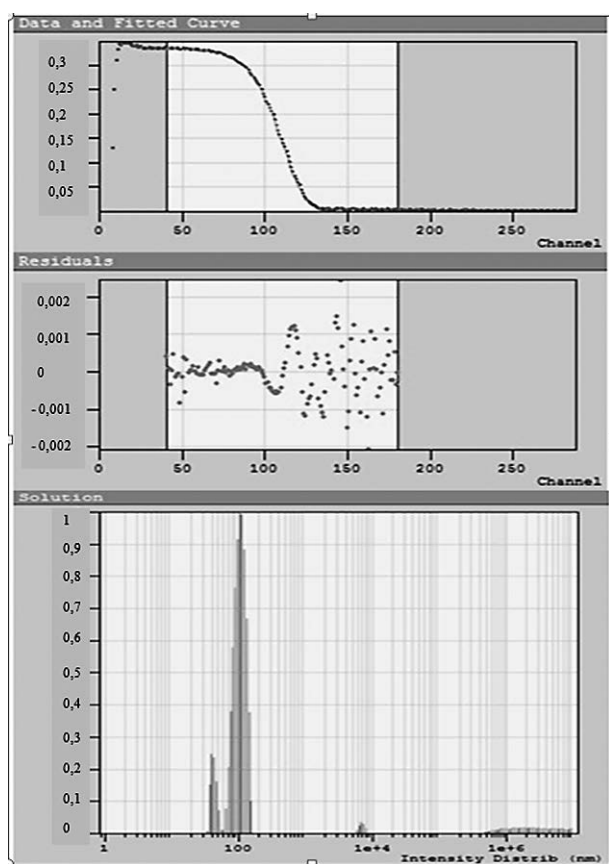 Data and Fitted Curve
0,3
0,25
0,2
0,15
0,1
0,05
50 100 150 200 250
Channel
Residuals
0,002
0,001
0
-0,001
-0,002
50 100 150 200 250
Channel
Solution
1
0,9
0,8
0,7
0,6
0,5
0,4
0,3
0,2
0,1
0
1 100 1e+4 1e+6
Intensity Distrib (nm)